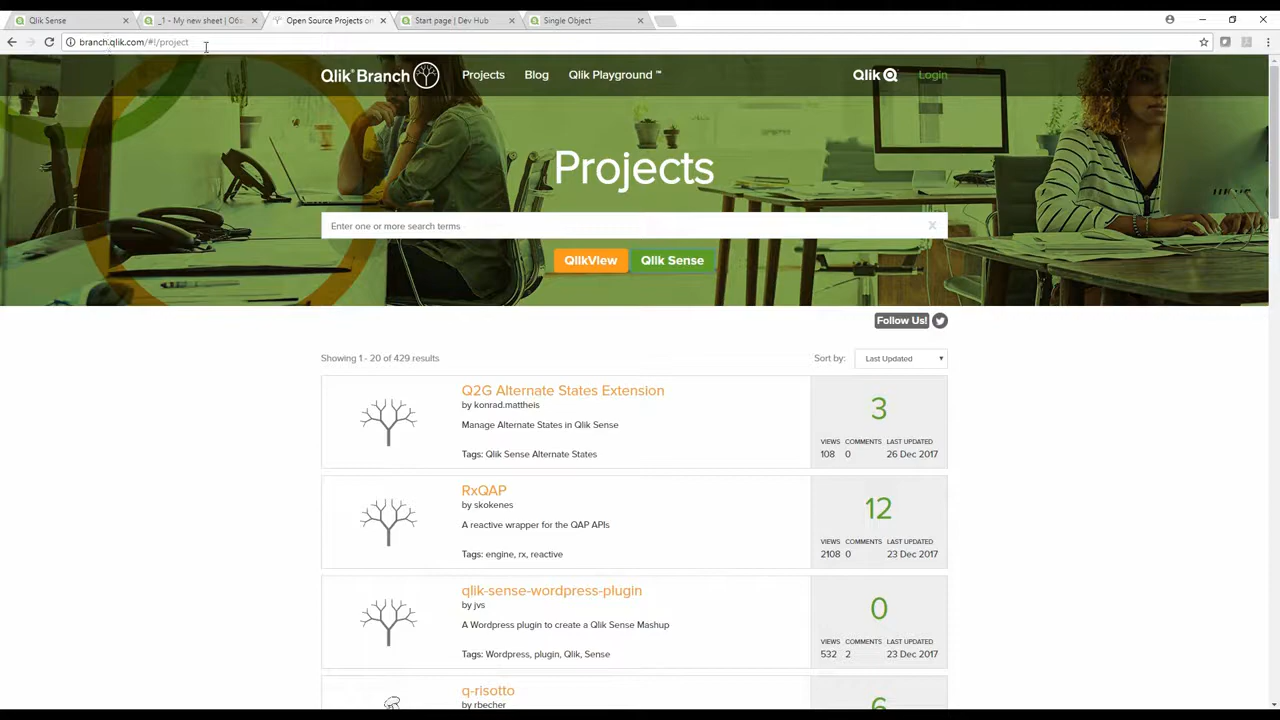 Qlik Sense
_1 - My new sheet | O6s
Open Source Projects on
Start page | Dev Hub
Single Object
branch.qlik.com/#!/project
Qlik Branch
Projects
Blog
Qlik Playground ™
Qlik
Login
Projects
Enter one or more search terms
X
QlikView
Qlik Sense
Follow Us!
Showing 1 - 20 of 429 results
Sort by:
Last Updated
Q2G Alternate States Extension
by konrad.mattheis
Manage Alternate States in Qlik Sense
Tags: Qlik Sense Alternate States
3
VIEWS COMMENTS LAST UPDATED
108 0 26 Dec 2017
RxQAP
by skokenes
A reactive wrapper for the QAP APIs
Tags: engine, rx, reactive
12
VIEWS COMMENTS LAST UPDATED
2108 0 23 Dec 2017
qlik-sense-wordpress-plugin
by jvs
A Wordpress plugin to create a Qlik Sense Mashup
Tags: Wordpress, plugin, Qlik, Sense
0
VIEWS COMMENTS LAST UPDATED
532 2 23 Dec 2017
q-risotto
by rbecher
6